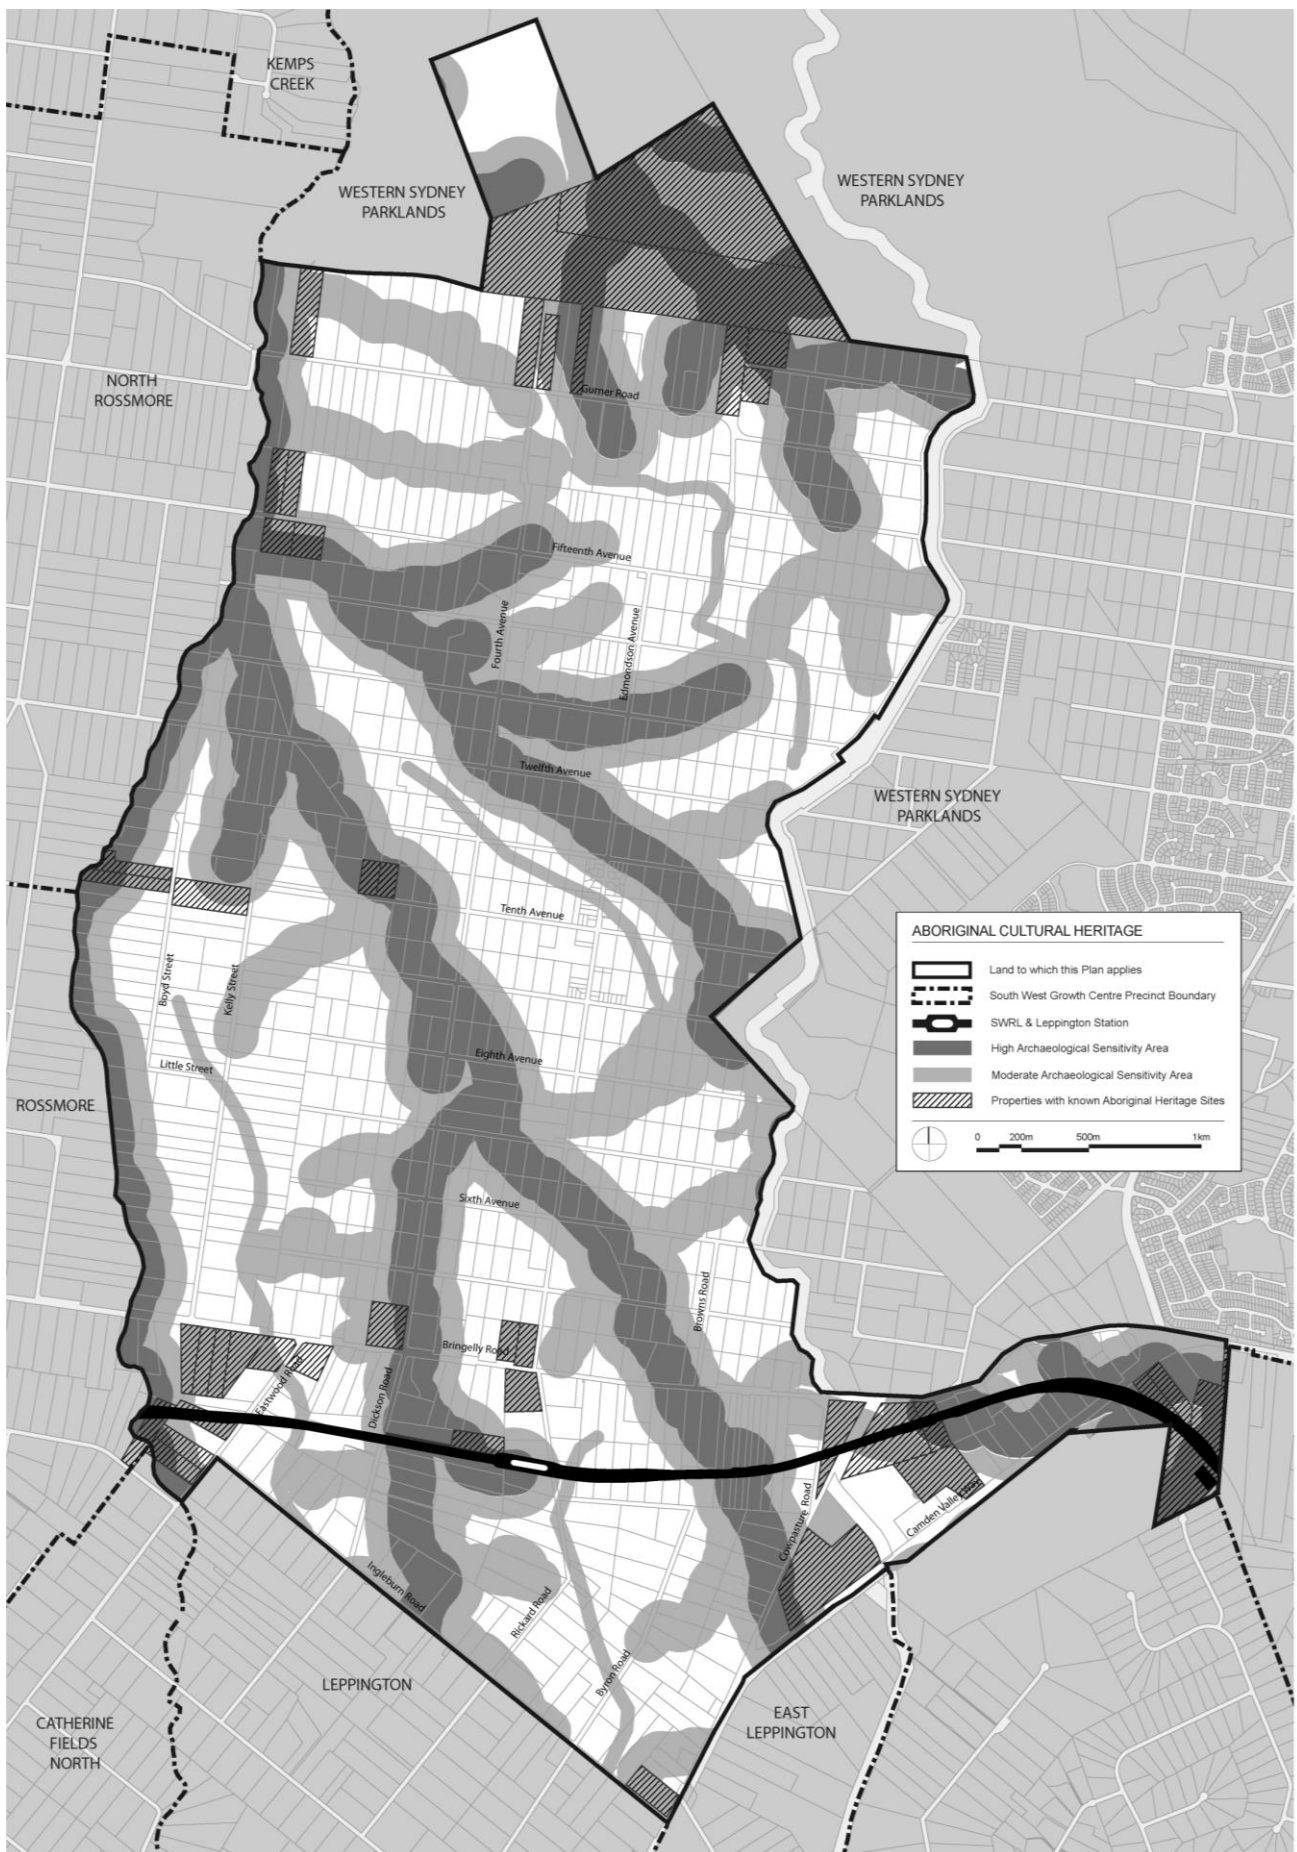 KEMPS
CREEK
WESTERN SYDNEY
PARKLANDS
WESTERN SYDNEY
PARKLANDS
NORTH
ROSSMORE
Gurner Road
Fifteenth Avenue
Fourth Avenue
Edmondson Avenue
Twelfth Avenue
WESTERN SYDNEY
PARKLANDS
Tenth Avenue
Boyd Street
Kelly Street
Eighth Avenue
Little Street
ROSSMORE
Sixth Avenue
Browns Road
Bringelly Road
Eastwood Road
Dickson Road
Cowpasture Road
Camden Valley Way
Ingleburn Road
Rickard Road
Byron Road
LEPPINGTON
EAST
LEPPINGTON
CATHERINE
FIELDS
NORTH
ABORIGINAL CULTURAL HERITAGE
Land to which this Plan applies
South West Growth Centre Precinct Boundary
SWRL & Leppington Station
High Archaeological Sensitivity Area
Moderate Archaeological Sensitivity Area
Properties with known Aboriginal Heritage Sites
0 200m 500m 1km